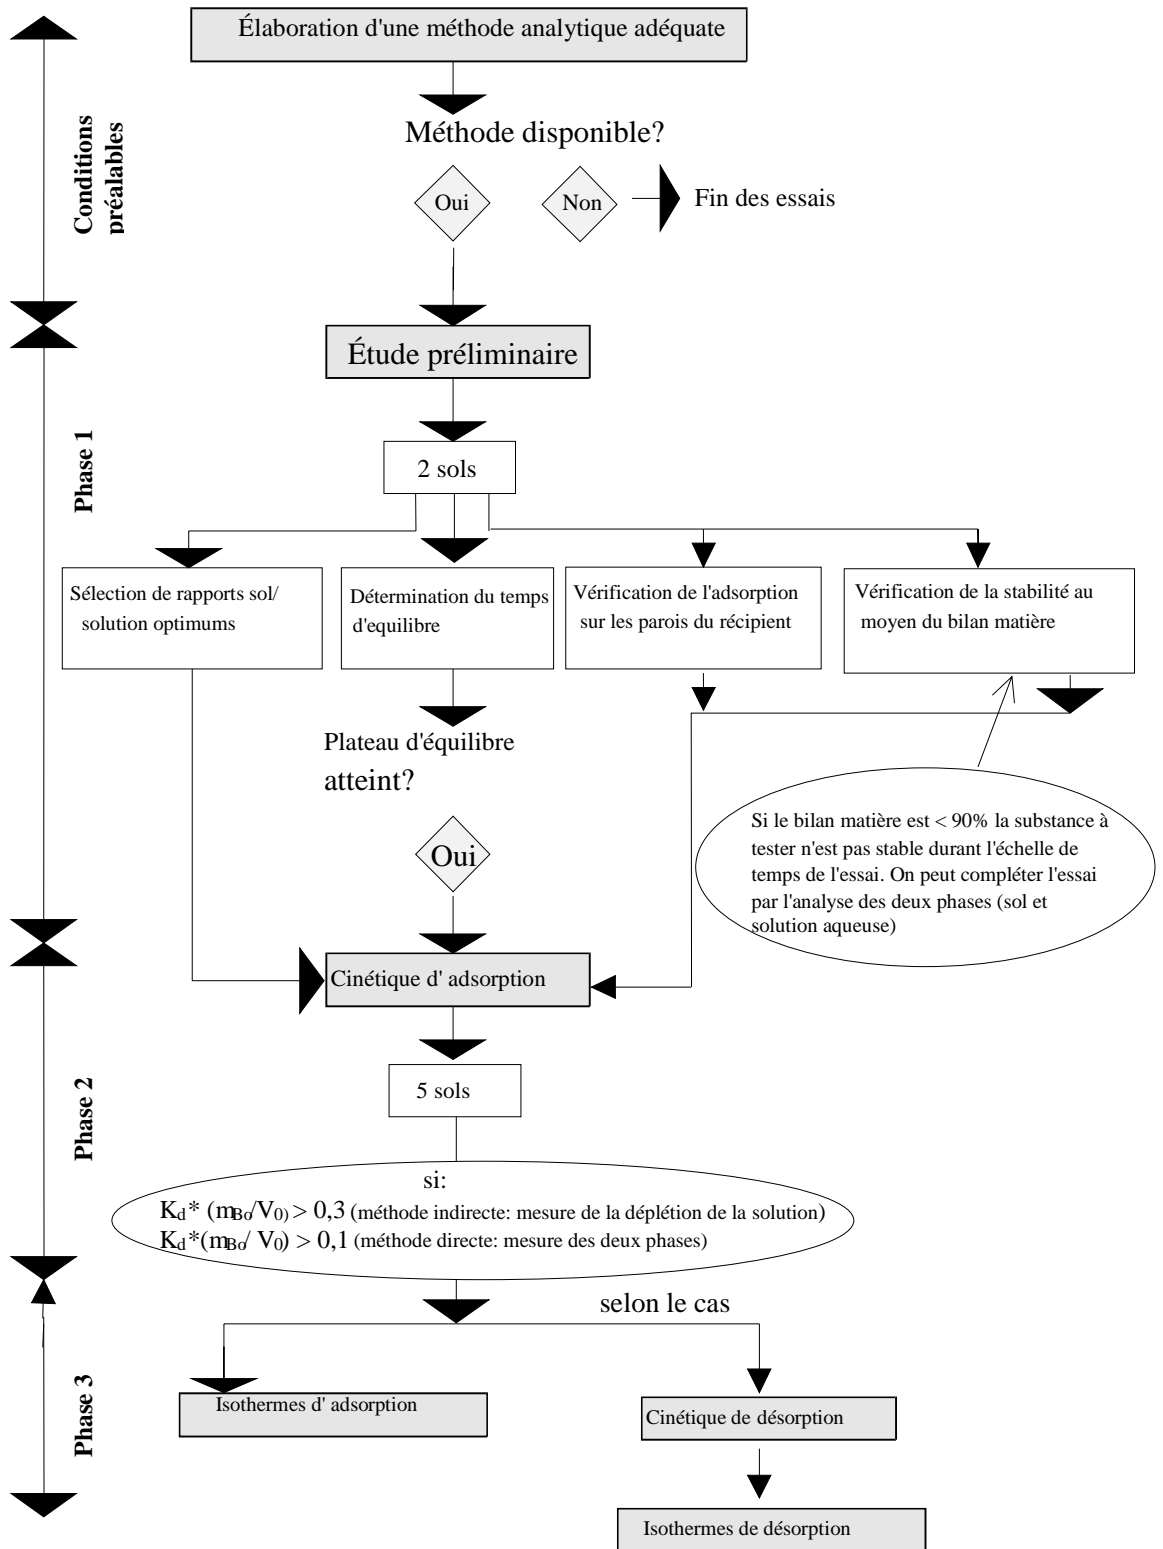 Élaboration d'une méthode analytique adéquate
Méthode disponible?
Oui
Non
Fin des essais
Conditions
préalables
Étude préliminaire
2 sols
Phase 1
Sélection de rapports sol/
solution optimums
Détermination du temps
d'equilibre
Vérification de l'adsorption
sur les parois du récipient
Vérification de la stabilité au
moyen du bilan matière
Plateau d'équilibre
atteint?
Oui
Si le bilan matière est < 90% la substance à
tester n'est pas stable durant l'échelle de
temps de l'essai. On peut compléter l'essai
par l'analyse des deux phases (sol et
solution aqueuse)
Cinétique d' adsorption
5 sols
Phase 2
si:
Kd* (mBo/V0) > 0,3 (méthode indirecte: mesure de la déplétion de la solution)
Kd*(mBo/ V0) > 0,1 (méthode directe: mesure des deux phases)
selon le cas
Phase 3
Isothermes d' adsorption
Cinétique de désorption
Isothermes de désorption